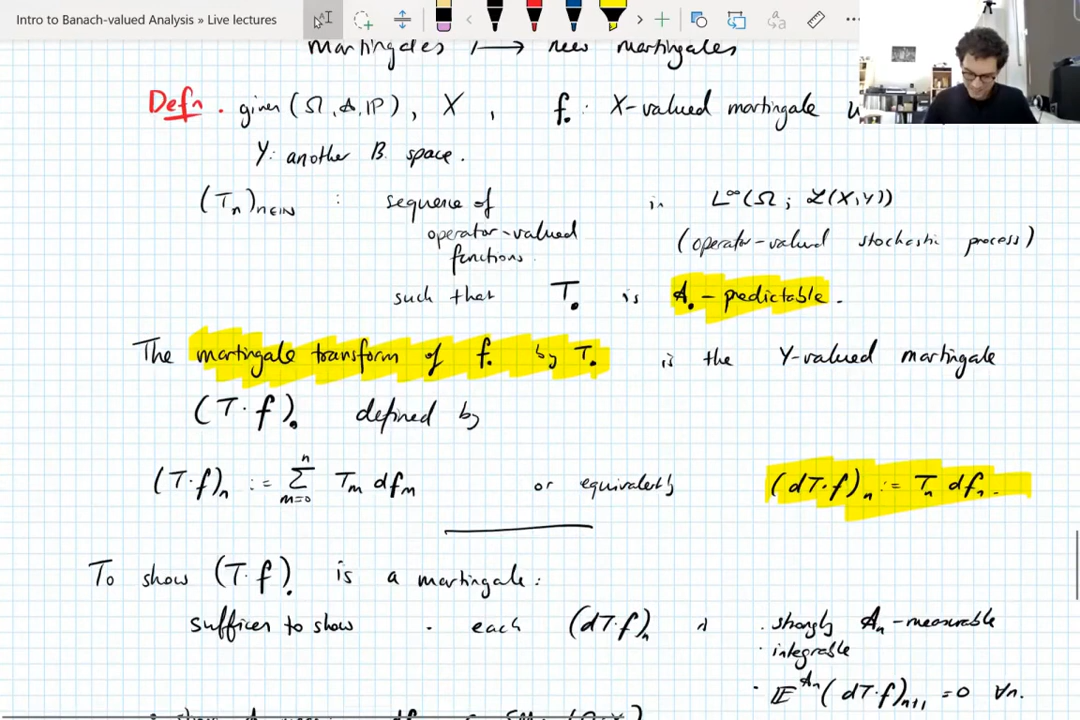 Intro to Banach-valued Analysis » Live lectures
martingales ⟼ new martingales
Defn. given (Ω, A, ℙ), X, f. : X-valued martingale
Y: another B. space.
(Tₙ)ₙ∈ℕ : sequence of operator-valued functions. in L^∞(Ω; ℒ(X,Y))
(operator-valued stochastic process)
such that T. is A.-predictable.
The martingale transform of f. by T. is the Y-valued martingale
(T·f). defined by
(T·f)ₙ := Σ_{m=0}^{n} Tₘ dfₘ or equivalently (dT·f)ₙ := Tₙ dfₙ.
To show (T·f). is a martingale:
suffices to show · each (dT·f)ₙ is · strongly Aₙ-measurable
· integrable
· 𝔼^{Aₙ}(dT·f)ₙ₊₁ = 0 ∀n.